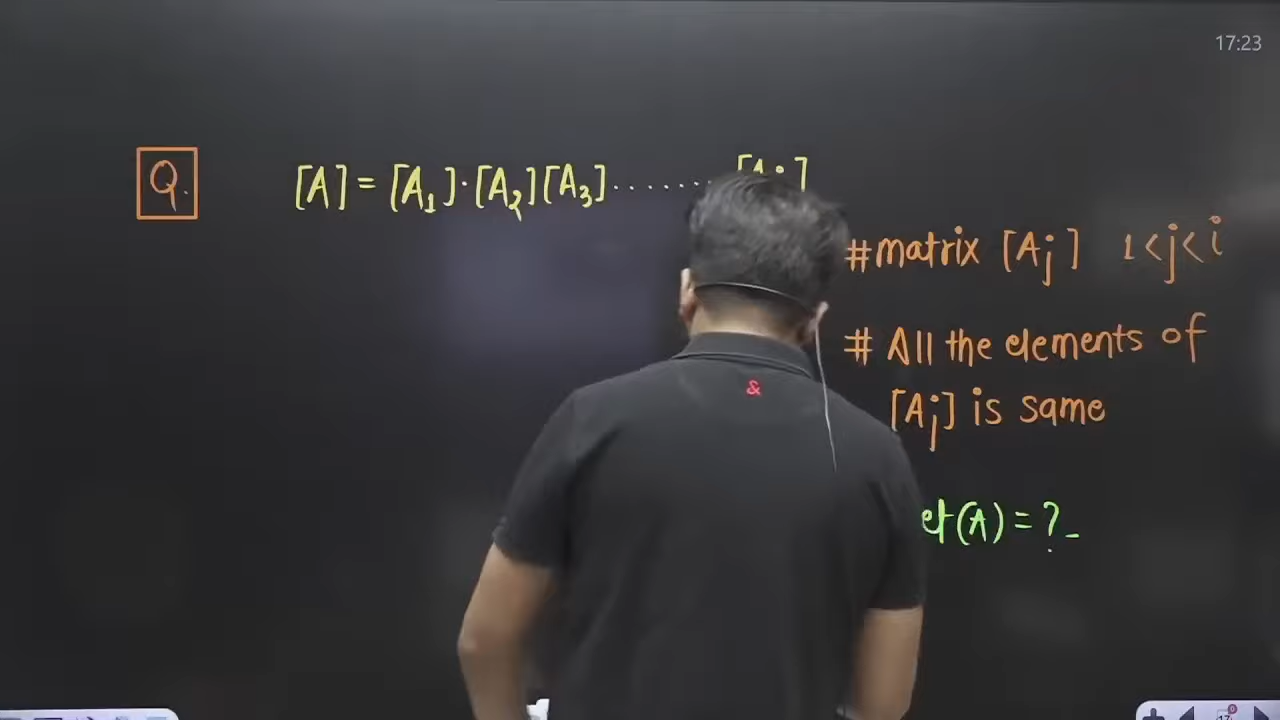 17:23
Q.
[A] = [A₁]·[A₂][A₃].......
#matrix [Aj] 1<j<i
# All the elements of
[Aj] is same
et(A) = ?
&